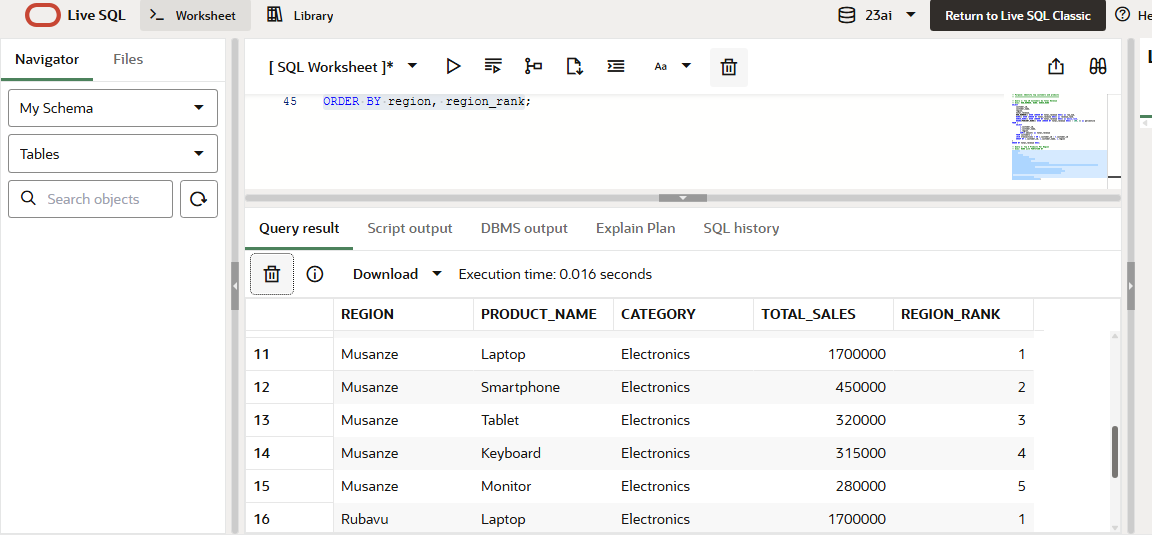 Live SQL Worksheet Library 23ai Return to Live SQL Classic He
Navigator Files
My Schema
Tables
Search objects
[ SQL Worksheet ]* Aa
45 ORDER BY region, region_rank;
Query result Script output DBMS output Explain Plan SQL history
Download Execution time: 0.016 seconds
REGION PRODUCT_NAME CATEGORY TOTAL_SALES REGION_RANK
11 Musanze Laptop Electronics 1700000 1
12 Musanze Smartphone Electronics 450000 2
13 Musanze Tablet Electronics 320000 3
14 Musanze Keyboard Electronics 315000 4
15 Musanze Monitor Electronics 280000 5
16 Rubavu Laptop Electronics 1700000 1